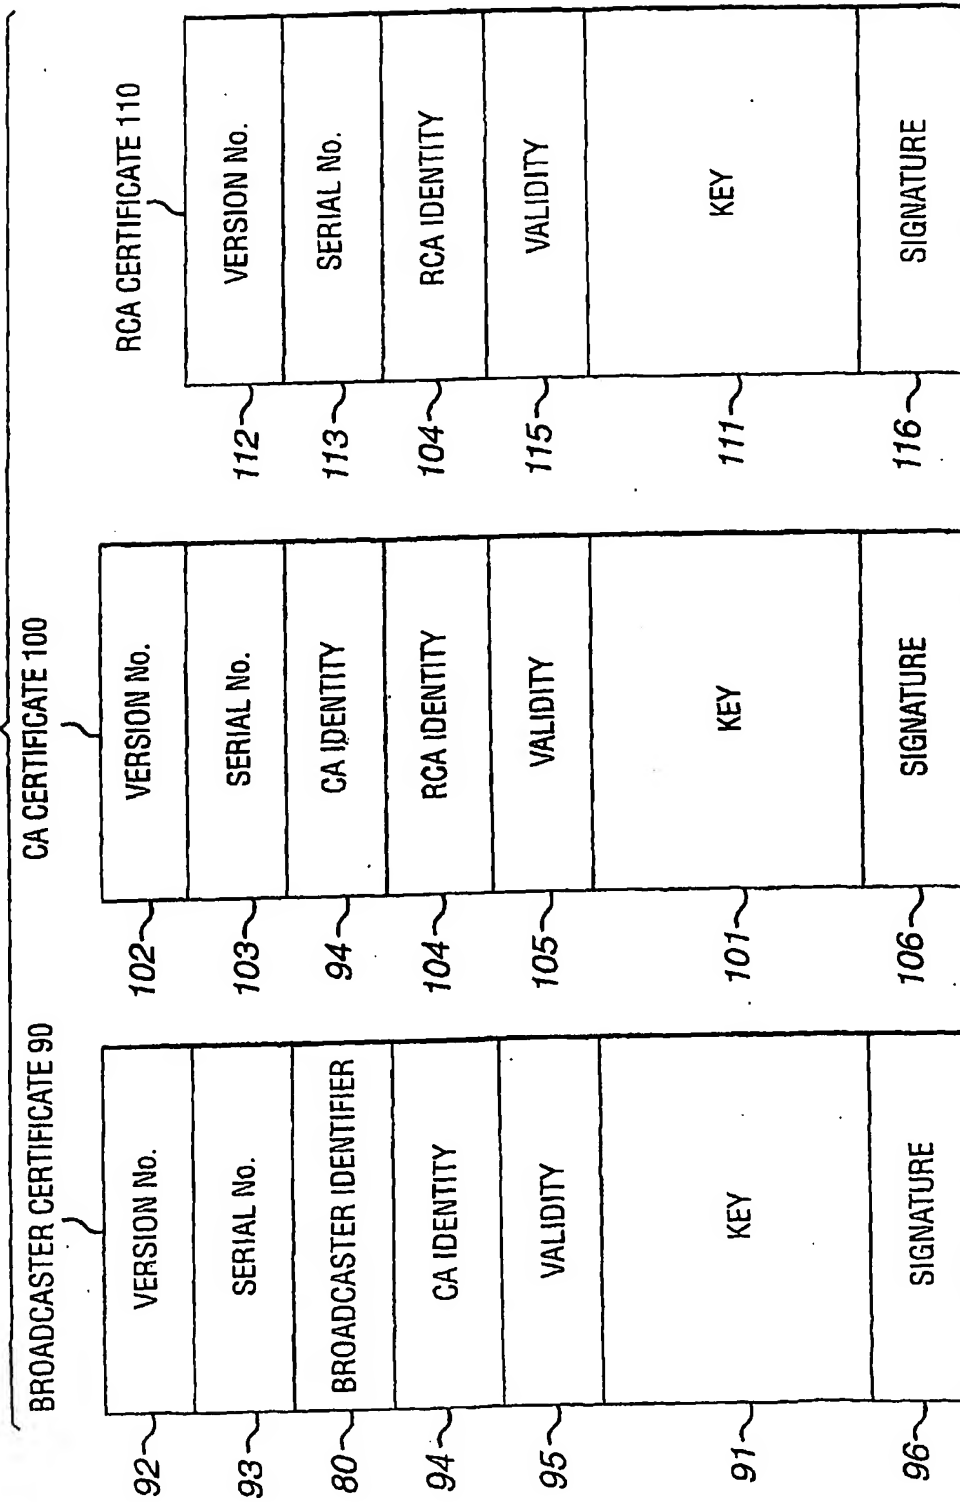 BROADCASTER CERTIFICATE 90
92 VERSION No.
93 SERIAL No.
80 BROADCASTER IDENTIFIER
94 CA IDENTITY
95 VALIDITY
91 KEY
96 SIGNATURE
CA CERTIFICATE 100
102 VERSION No.
103 SERIAL No.
94 CA IDENTITY
104 RCA IDENTITY
105 VALIDITY
101 KEY
106 SIGNATURE
RCA CERTIFICATE 110
112 VERSION No.
113 SERIAL No.
104 RCA IDENTITY
115 VALIDITY
111 KEY
116 SIGNATURE